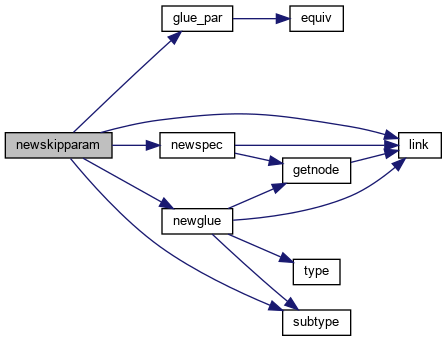 glue_par
equiv
newskipparam
newspec
link
getnode
newglue
type
subtype